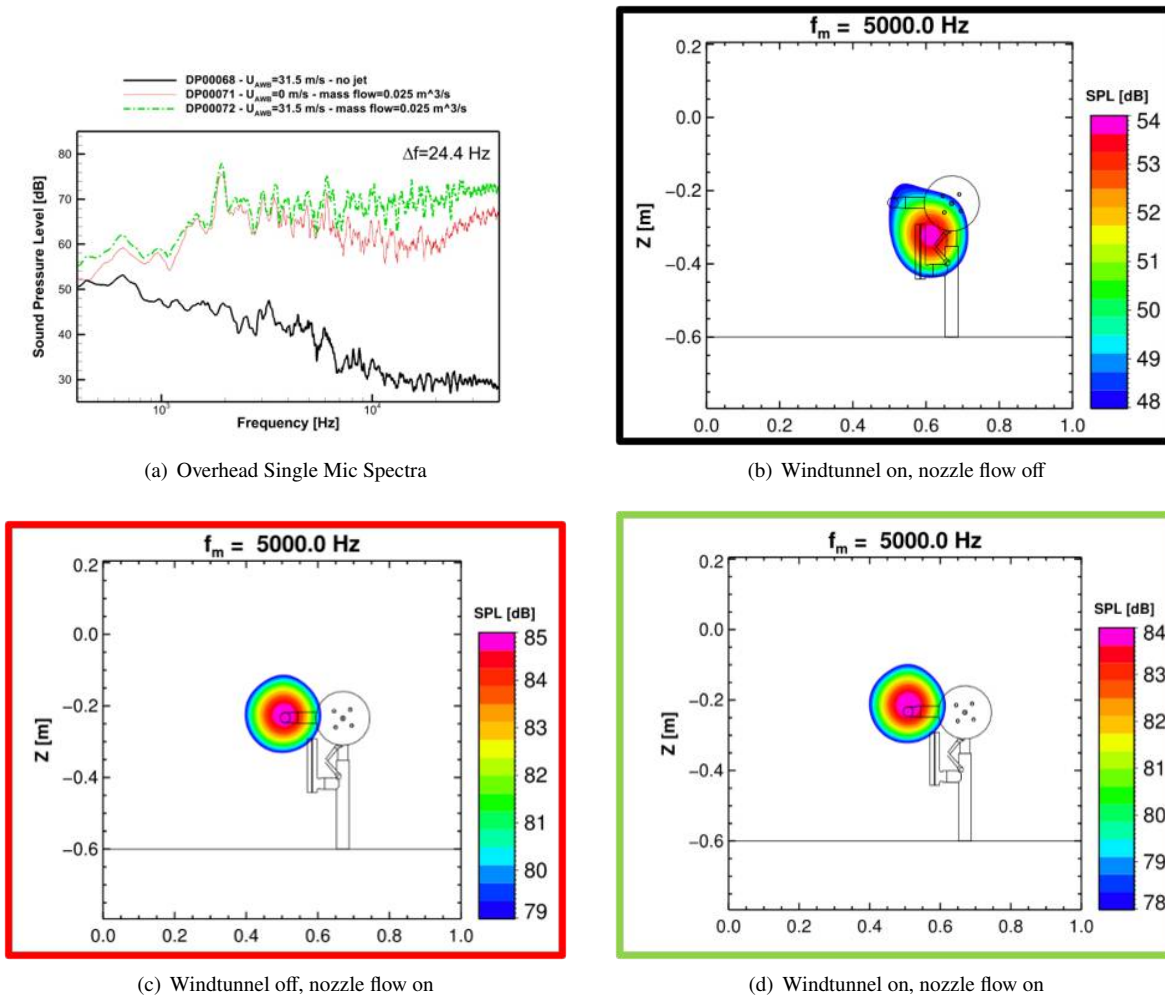 DP00068 - U_AWB=31.5 m/s - no jet
DP00071 - U_AWB=0 m/s - mass flow=0.025 m^3/s
DP00072 - U_AWB=31.5 m/s - mass flow=0.025 m^3/s
Δf=24.4 Hz
Sound Pressure Level [dB]
80
70
60
50
40
30
10³
10⁴
Frequency [Hz]
(a) Overhead Single Mic Spectra
f_m = 5000.0 Hz
Z [m]
0.2
0.0
−0.2
−0.4
−0.6
0.0 0.2 0.4 0.6 0.8 1.0
SPL [dB]
54
53
52
51
50
49
48
(b) Windtunnel on, nozzle flow off
f_m = 5000.0 Hz
Z [m]
0.2
0.0
−0.2
−0.4
−0.6
0.0 0.2 0.4 0.6 0.8 1.0
SPL [dB]
85
84
83
82
81
80
79
(c) Windtunnel off, nozzle flow on
f_m = 5000.0 Hz
Z [m]
0.2
0.0
−0.2
−0.4
−0.6
0.0 0.2 0.4 0.6 0.8 1.0
SPL [dB]
84
83
82
81
80
79
78
(d) Windtunnel on, nozzle flow on